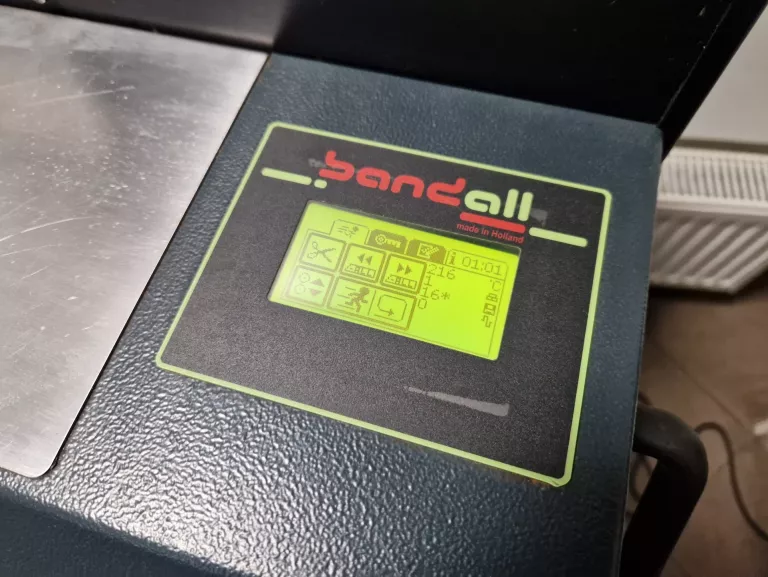 bandall
made in Holland
i 01:01
216 °C
1
16*
0